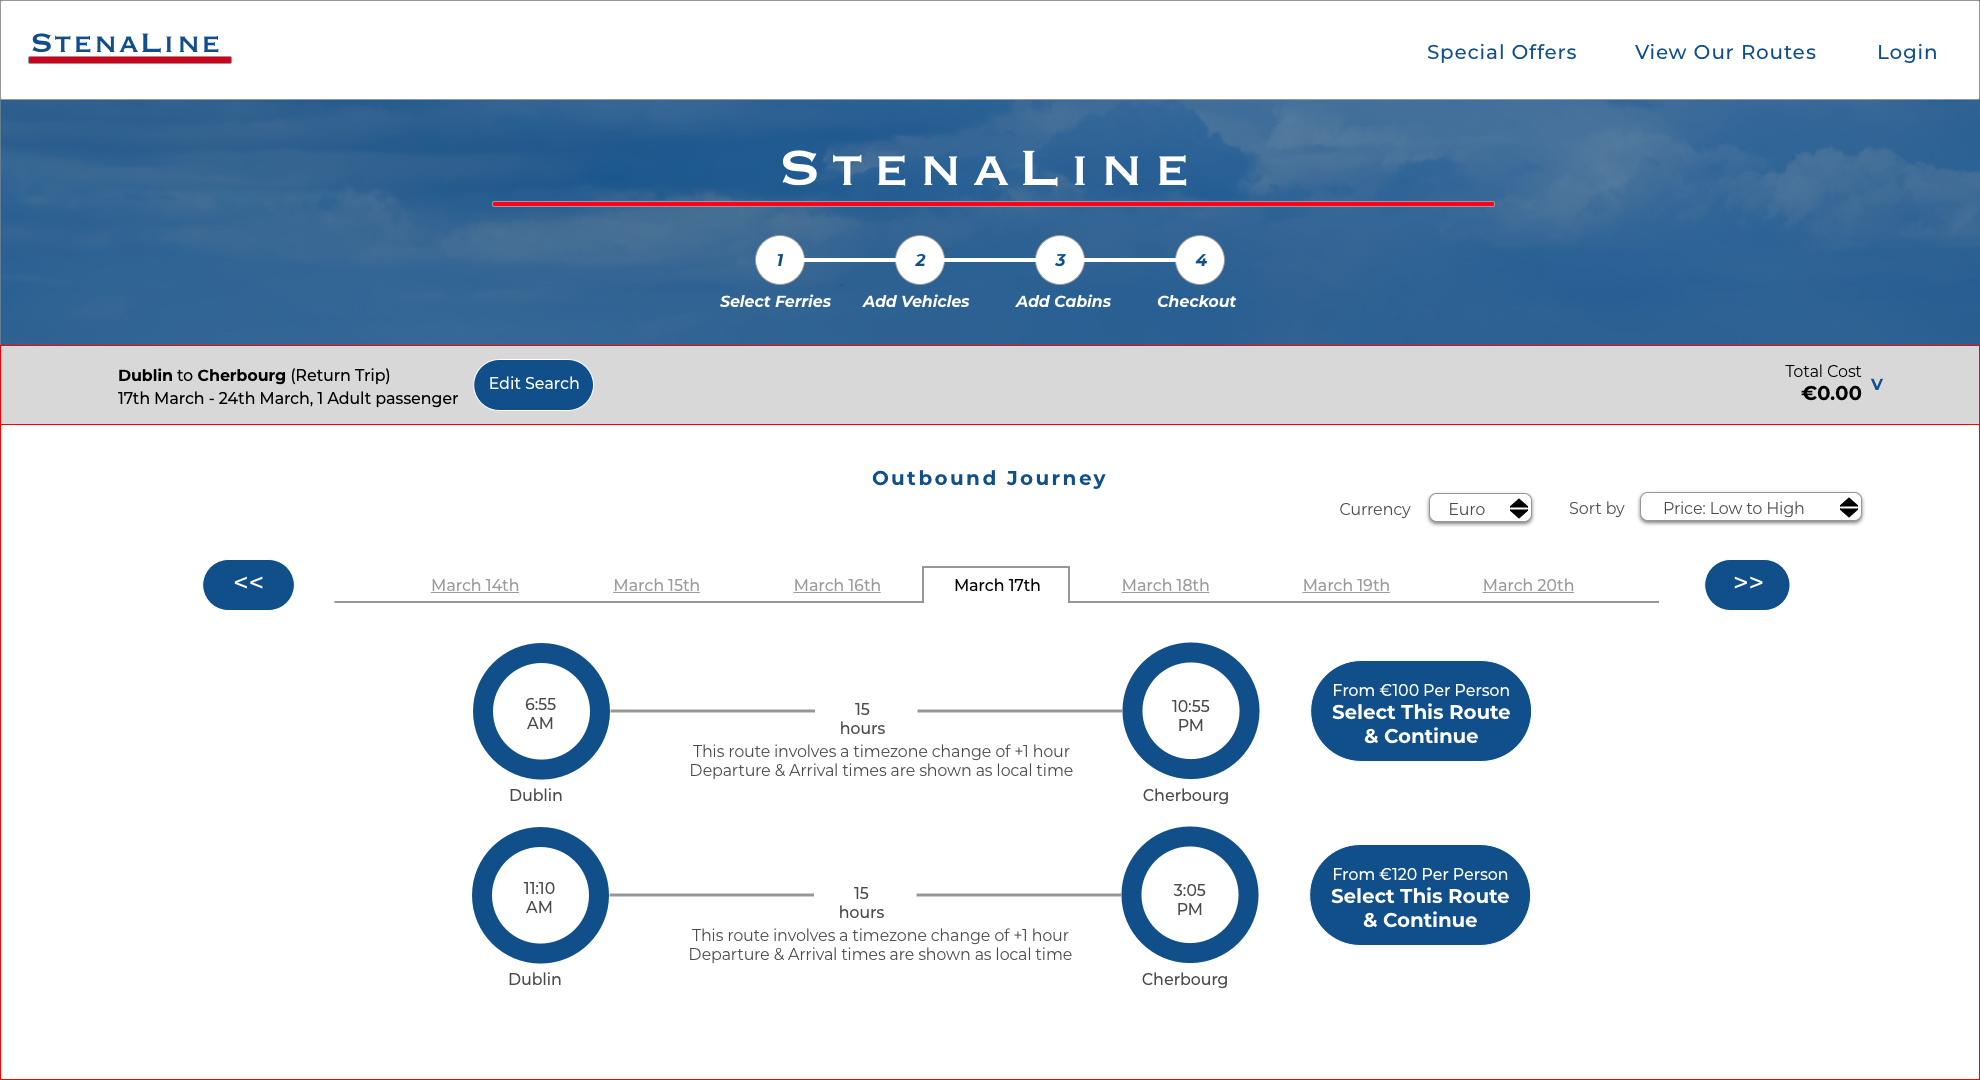 STENALINE
Special Offers
View Our Routes
Login
STENALINE
1
2
3
4
Select Ferries
Add Vehicles
Add Cabins
Checkout
Dublin to Cherbourg (Return Trip)
17th March - 24th March, 1 Adult passenger
Edit Search
Total Cost
€0.00
V
Outbound Journey
Currency
Euro
Sort by
Price: Low to High
<<
March 14th
March 15th
March 16th
March 17th
March 18th
March 19th
March 20th
>>
6:55
AM
Dublin
15
hours
This route involves a timezone change of +1 hour
Departure & Arrival times are shown as local time
10:55
PM
Cherbourg
From €100 Per Person
Select This Route
& Continue
11:10
AM
Dublin
15
hours
This route involves a timezone change of +1 hour
Departure & Arrival times are shown as local time
3:05
PM
Cherbourg
From €120 Per Person
Select This Route
& Continue